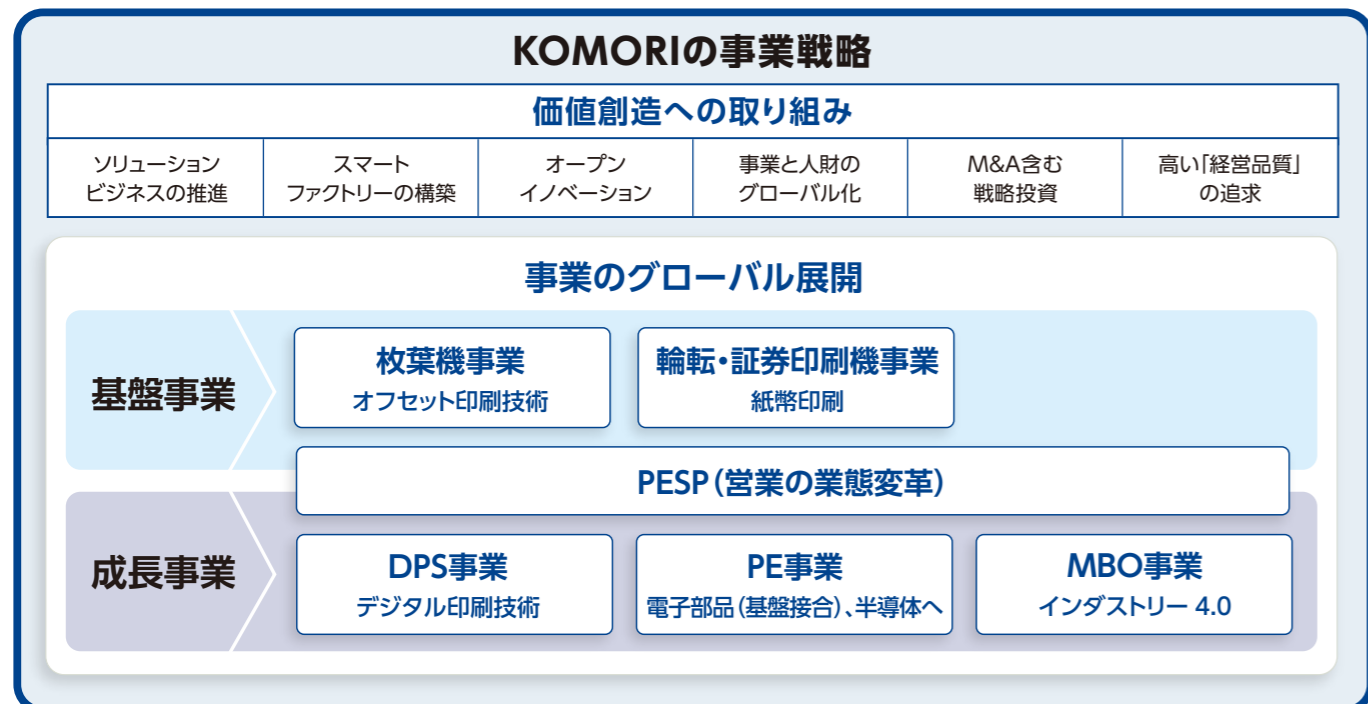 KOMORIの事業戦略
価値創造への取り組み
ソリューション
ビジネスの推進
スマート
ファクトリーの構築
オープン
イノベーション
事業と人財の
グローバル化
M&A含む
戦略投資
高い「経営品質」
の追求
事業のグローバル展開
基盤事業
枚葉機事業
オフセット印刷技術
輪転・証券印刷機事業
紙幣印刷
PESP（営業の業態変革）
成長事業
DPS事業
デジタル印刷技術
PE事業
電子部品（基盤接合）、半導体へ
MBO事業
インダストリー 4.0